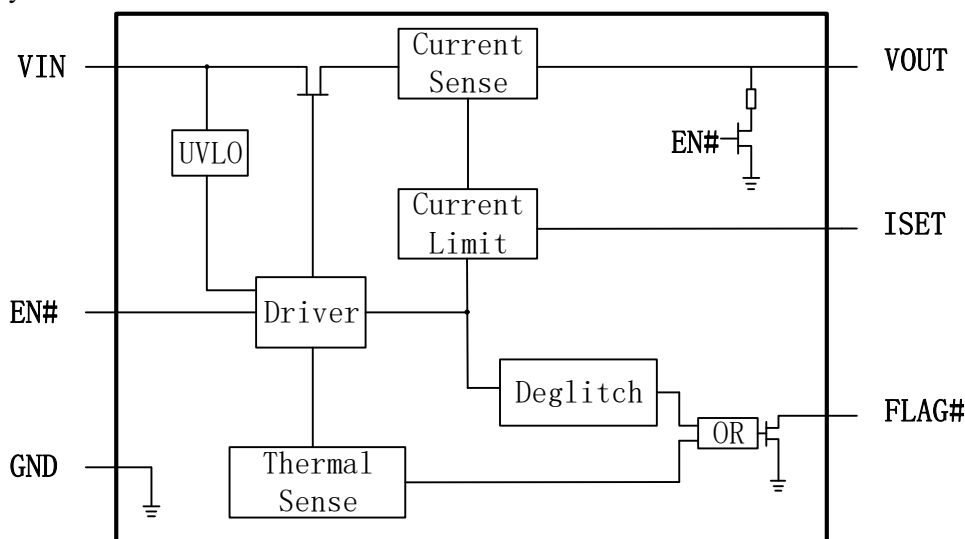 VIN
Current
Sense
VOUT
UVLO
EN#
Current
Limit
ISET
EN#
Driver
Deglitch
FLAG#
OR
GND
Thermal
Sense